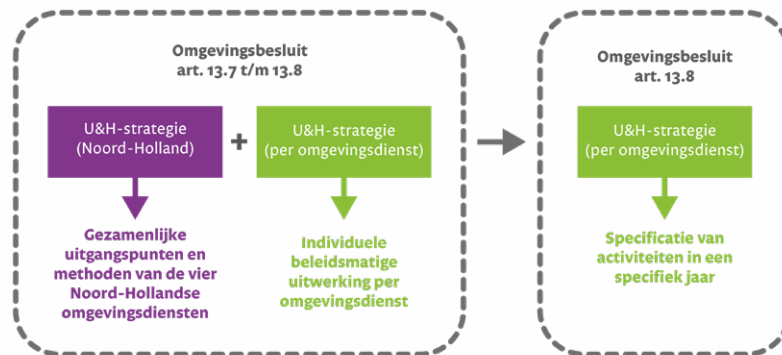 Omgevingsbesluit
art. 13.7 t/m 13.8
U&H-strategie
(Noord-Holland)
+
U&H-strategie
(per omgevingsdienst)
Gezamenlijke
uitgangspunten en
methoden van de vier
Noord-Hollandse
omgevingsdiensten
Individuele
beleidsmatige
uitwerking per
omgevingsdienst
Omgevingsbesluit
art. 13.8
U&H-strategie
(per omgevingsdienst)
Specificatie van
activiteiten in een
specifiek jaar